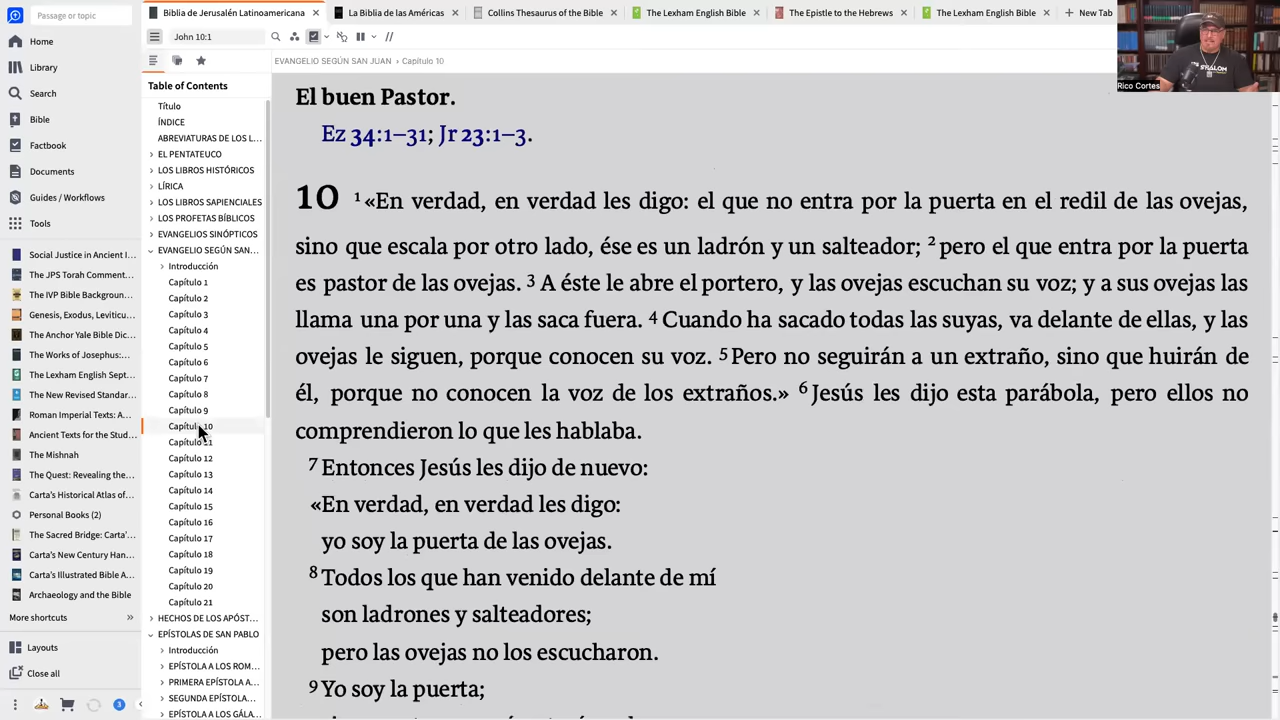 Passage or topic
Home
Library
Search
Bible
Factbook
Documents
Guides / Workflows
Tools
Social Justice in Ancient I...
The JPS Torah Comment...
The IVP Bible Backgroun...
Genesis, Exodus, Leviticu...
The Anchor Yale Bible Dic...
The Works of Josephus:...
The Lexham English Sept...
The New Revised Standar...
Roman Imperial Texts: A...
Ancient Texts for the Stud...
The Mishnah
The Quest: Revealing the...
Carta's Historical Atlas of...
Personal Books (2)
The Sacred Bridge: Carta'...
Carta's New Century Han...
Carta's Illustrated Bible A...
Archaeology and the Bible
More shortcuts »
Layouts
Close all
3
Biblia de Jerusalén Latinoamericana
La Biblia de las Américas
Collins Thesaurus of the Bible
The Lexham English Bible
The Epistle to the Hebrews
The Lexham English Bible
+ New Tab
John 10:1
Table of Contents
Título
ÍNDICE
ABREVIATURAS DE LOS L...
EL PENTATEUCO
LOS LIBROS HISTÓRICOS
LÍRICA
LOS LIBROS SAPIENCIALES
LOS PROFETAS BÍBLICOS
EVANGELIOS SINÓPTICOS
EVANGELIO SEGÚN SAN...
Introducción
Capítulo 1
Capítulo 2
Capítulo 3
Capítulo 4
Capítulo 5
Capítulo 6
Capítulo 7
Capítulo 8
Capítulo 9
Capítulo 10
Capítulo 11
Capítulo 12
Capítulo 13
Capítulo 14
Capítulo 15
Capítulo 16
Capítulo 17
Capítulo 18
Capítulo 19
Capítulo 20
Capítulo 21
HECHOS DE LOS APÓST...
EPÍSTOLAS DE SAN PABLO
Introducción
EPÍSTOLA A LOS ROM...
PRIMERA EPÍSTOLA A...
SEGUNDA EPÍSTOLA...
EPÍSTOLA A LOS GÁLA...
EVANGELIO SEGÚN SAN JUAN › Capítulo 10
El buen Pastor.
Ez 34:1–31; Jr 23:1–3.
10 1 «En verdad, en verdad les digo: el que no entra por la puerta en el redil de las ovejas,
sino que escala por otro lado, ése es un ladrón y un salteador; 2 pero el que entra por la puerta
es pastor de las ovejas. 3 A éste le abre el portero, y las ovejas escuchan su voz; y a sus ovejas las
llama una por una y las saca fuera. 4 Cuando ha sacado todas las suyas, va delante de ellas, y las
ovejas le siguen, porque conocen su voz. 5 Pero no seguirán a un extraño, sino que huirán de
él, porque no conocen la voz de los extraños.» 6 Jesús les dijo esta parábola, pero ellos no
comprendieron lo que les hablaba.
7 Entonces Jesús les dijo de nuevo:
«En verdad, en verdad les digo:
yo soy la puerta de las ovejas.
8 Todos los que han venido delante de mí
son ladrones y salteadores;
pero las ovejas no los escucharon.
9 Yo soy la puerta;
Rico Cortes